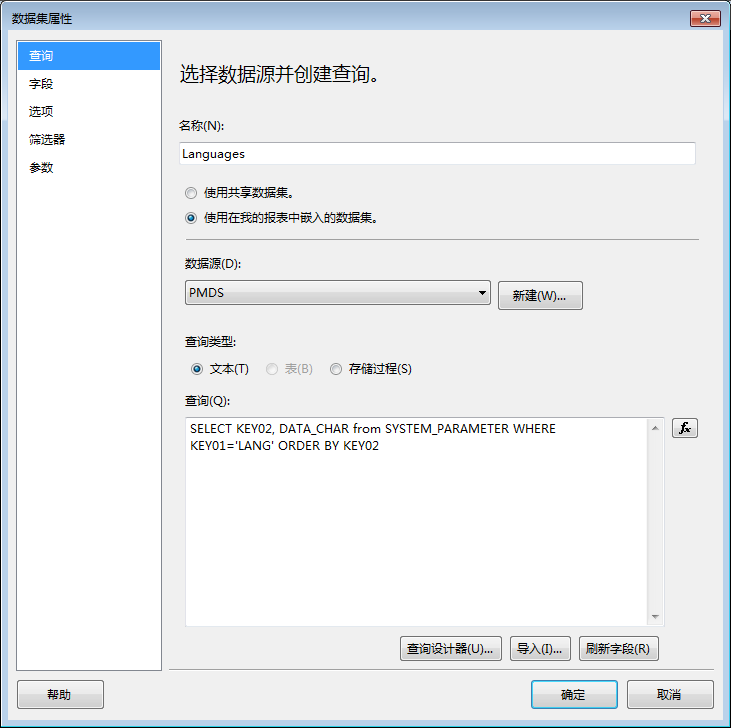 数据集属性
查询
字段
选项
筛选器
参数
选择数据源并创建查询。
名称(N):
Languages
使用共享数据集。
使用在我的报表中嵌入的数据集。
数据源(D):
PMDS
新建(W)...
查询类型:
文本(T)
表(B)
存储过程(S)
查询(Q):
SELECT KEY02, DATA_CHAR from SYSTEM_PARAMETER WHERE
KEY01='LANG' ORDER BY KEY02
fx
查询设计器(U)...
导入(I)...
刷新字段(R)
帮助
确定
取消